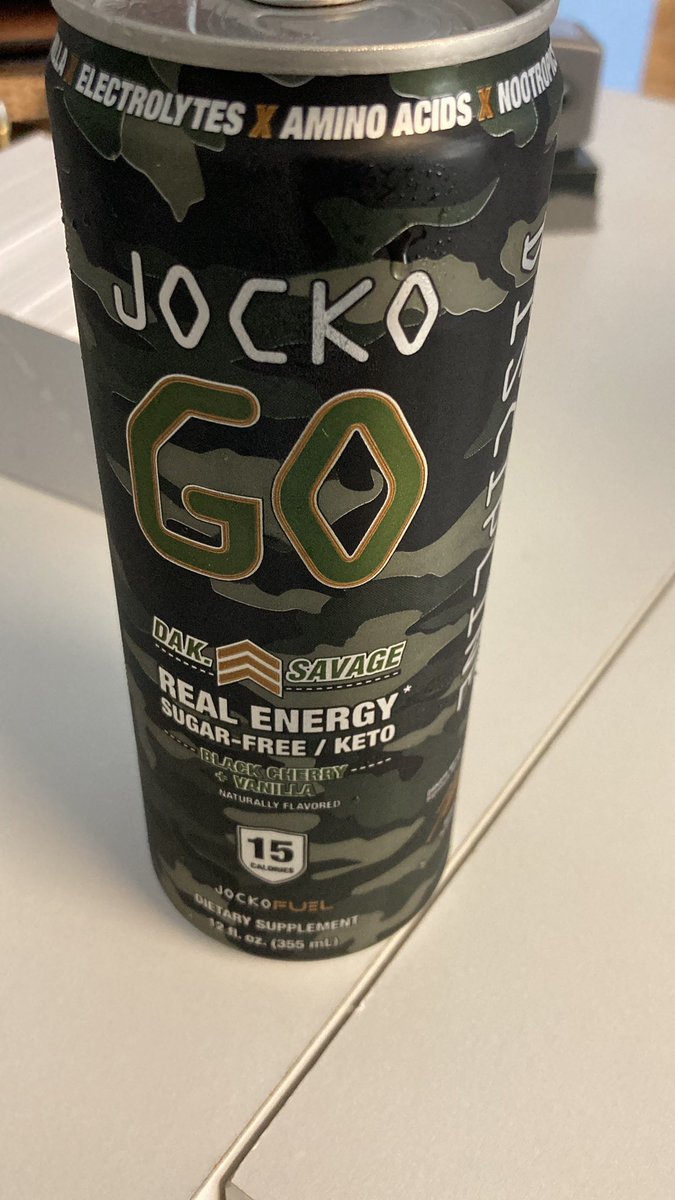 ELECTROLYTES X AMINO ACIDS X
JOCKO
GO
DISCIPLINE
DAK. SAVAGE
REAL ENERGY*
SUGAR-FREE / KETO
BLACK CHERRY
+ VANILLA
NATURALLY FLAVORED
15
CALORIES
JOCKOFUEL
DIETARY SUPPLEMENT
12 fl. oz. (355 mL)